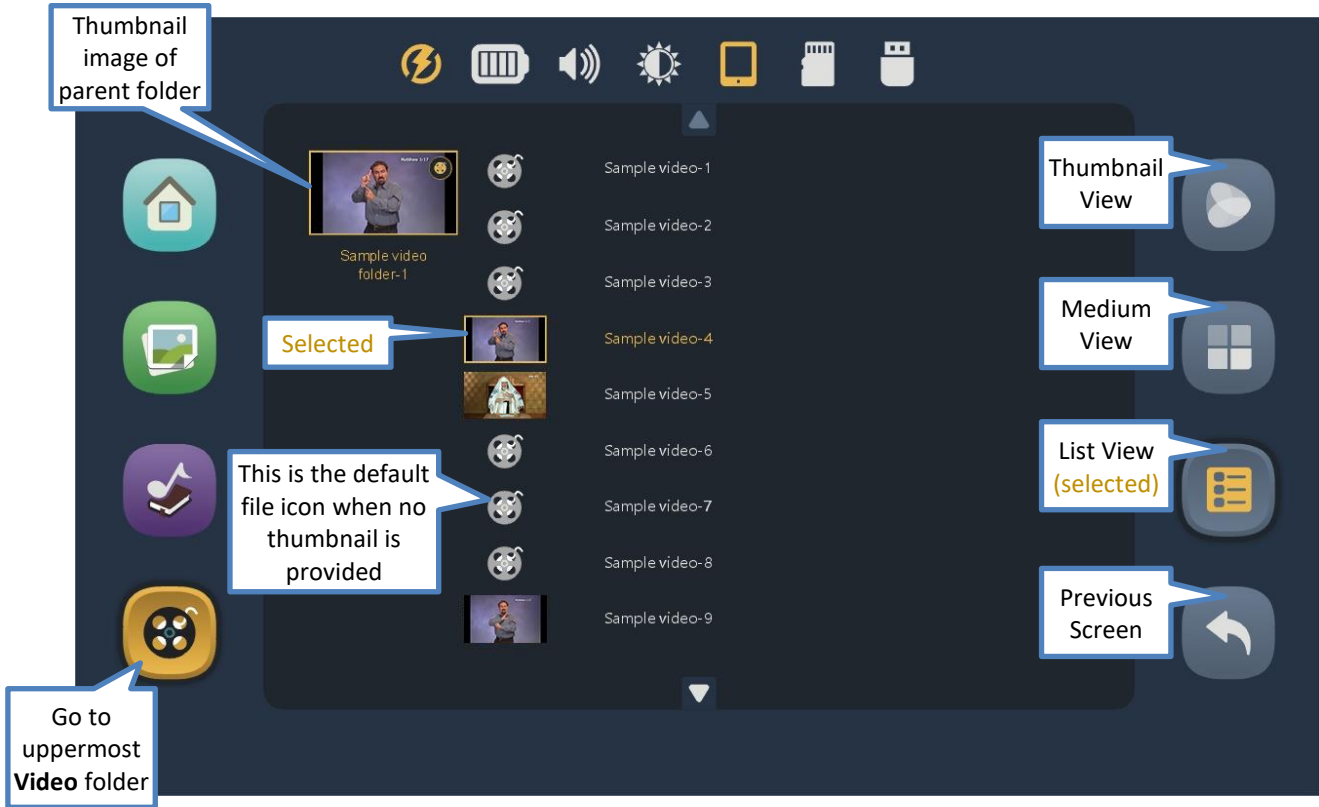 Thumbnail
image of
parent folder
Matthew 5:17
Sample video
folder-1
Sample video-1
Sample video-2
Sample video-3
Selected
Sample video-4
Sample video-5
Sample video-6
This is the default
file icon when no
thumbnail is
provided
Sample video-7
Sample video-8
Sample video-9
Thumbnail
View
Medium
View
List View
(selected)
Previous
Screen
Go to
uppermost
Video folder